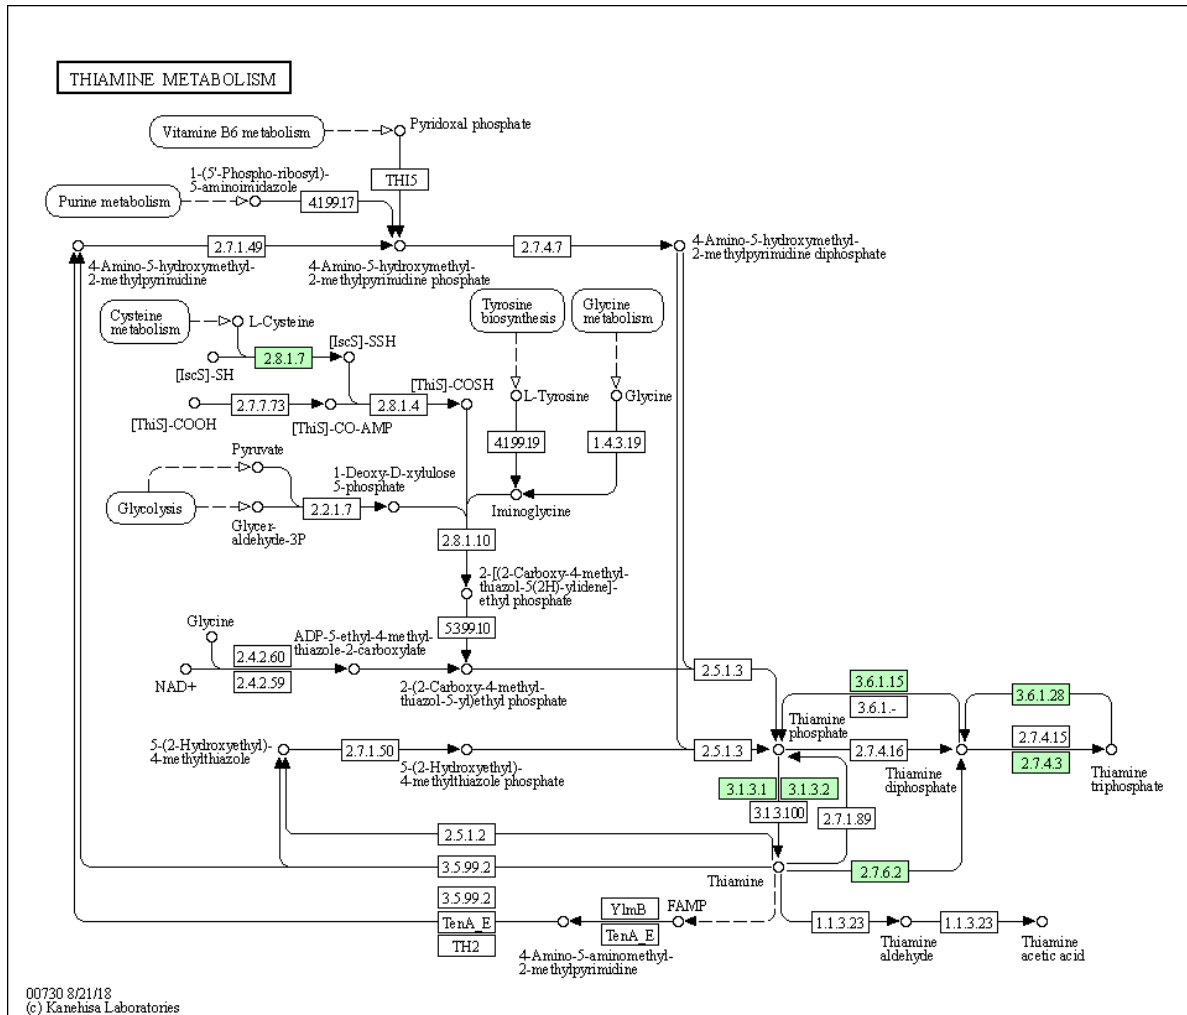 THIAMINE METABOLISM
Vitamine B6 metabolism
Pyridoxal phosphate
1-(5'-Phospho-ribosyl)-
5-aminoimidazole
THI5
Purine metabolism
4.1.99.17
2.7.1.49
2.7.4.7
4-Amino-5-hydroxymethyl-
2-methylpyrimidine diphosphate
4-Amino-5-hydroxymethyl-
2-methylpyrimidine
4-Amino-5-hydroxymethyl-
2-methylpyrimidine phosphate
Cysteine
metabolism
L-Cysteine
Tyrosine
biosynthesis
Glycine
metabolism
[IscS]-SSH
2.8.1.7
[IscS]-SH
[ThiS]-COSH
L-Tyrosine
Glycine
2.7.7.73
2.8.1.4
[ThiS]-COOH
[ThiS]-CO-AMP
4.1.99.19
1.4.3.19
Pyruvate
1-Deoxy-D-xylulose
5-phosphate
Glycolysis
2.2.1.7
Iminoglycine
Glycer-
aldehyde-3P
2.8.1.10
2-[(2-Carboxy-4-methyl-
thiazol-5(2H)-ylidene]-
ethyl phosphate
Glycine
5.3.99.10
ADP-5-ethyl-4-methyl-
thiazole-2-carboxylate
2.4.2.60
2.4.2.59
NAD+
2-(2-Carboxy-4-methyl-
thiazol-5-yl)ethyl phosphate
2.5.1.3
3.6.1.15
3.6.1.-
3.6.1.28
Thiamine
phosphate
5-(2-Hydroxyethyl)-
4-methylthiazole
2.7.1.50
5-(2-Hydroxyethyl)-
4-methylthiazole phosphate
2.5.1.3
2.7.4.16
2.7.4.15
2.7.4.3
Thiamine
diphosphate
Thiamine
triphosphate
3.1.3.1
3.1.3.2
3.1.3.100
2.7.1.89
2.5.1.2
3.5.99.2
Thiamine
2.7.6.2
3.5.99.2
TenA_E
TH2
YlmB
TenA_E
FAMP
4-Amino-5-aminomethyl-
2-methylpyrimidine
1.1.3.23
Thiamine
aldehyde
1.1.3.23
Thiamine
acetic acid
00730 8/21/18
(c) Kanehisa Laboratories